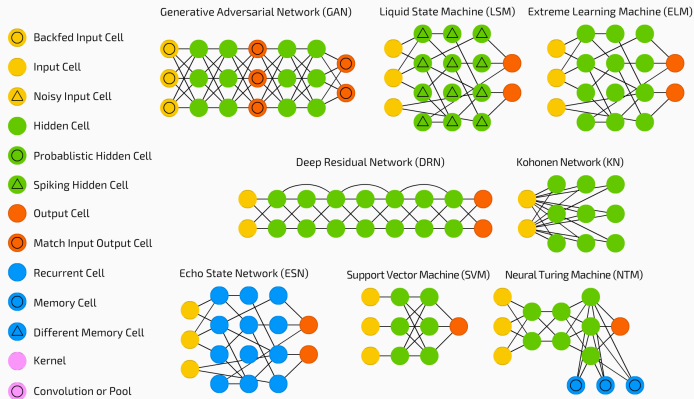 Generative Adversarial Network (GAN)
Liquid State Machine (LSM)
Extreme Learning Machine (ELM)
Backfed Input Cell
Input Cell
Noisy Input Cell
Hidden Cell
Probablistic Hidden Cell
Spiking Hidden Cell
Output Cell
Match Input Output Cell
Recurrent Cell
Memory Cell
Different Memory Cell
Kernel
Convolution or Pool
Deep Residual Network (DRN)
Kohonen Network (KN)
Echo State Network (ESN)
Support Vector Machine (SVM)
Neural Turing Machine (NTM)